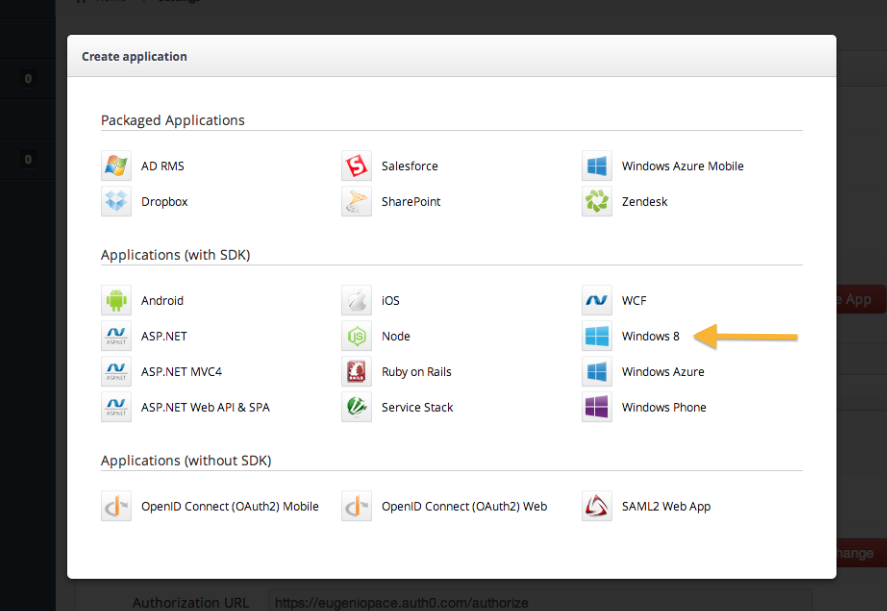 Create application
Packaged Applications
AD RMS
Salesforce
Windows Azure Mobile
Dropbox
SharePoint
Zendesk
Applications (with SDK)
Android
iOS
WCF
ASP.NET
Node
Windows 8
ASP.NET MVC4
Ruby on Rails
Windows Azure
ASP.NET Web API & SPA
Service Stack
Windows Phone
Applications (without SDK)
OpenID Connect (OAuth2) Mobile
OpenID Connect (OAuth2) Web
SAML2 Web App
0
0
e App
hange
Authorization URL https://eugeniopace.auth0.com/authorize